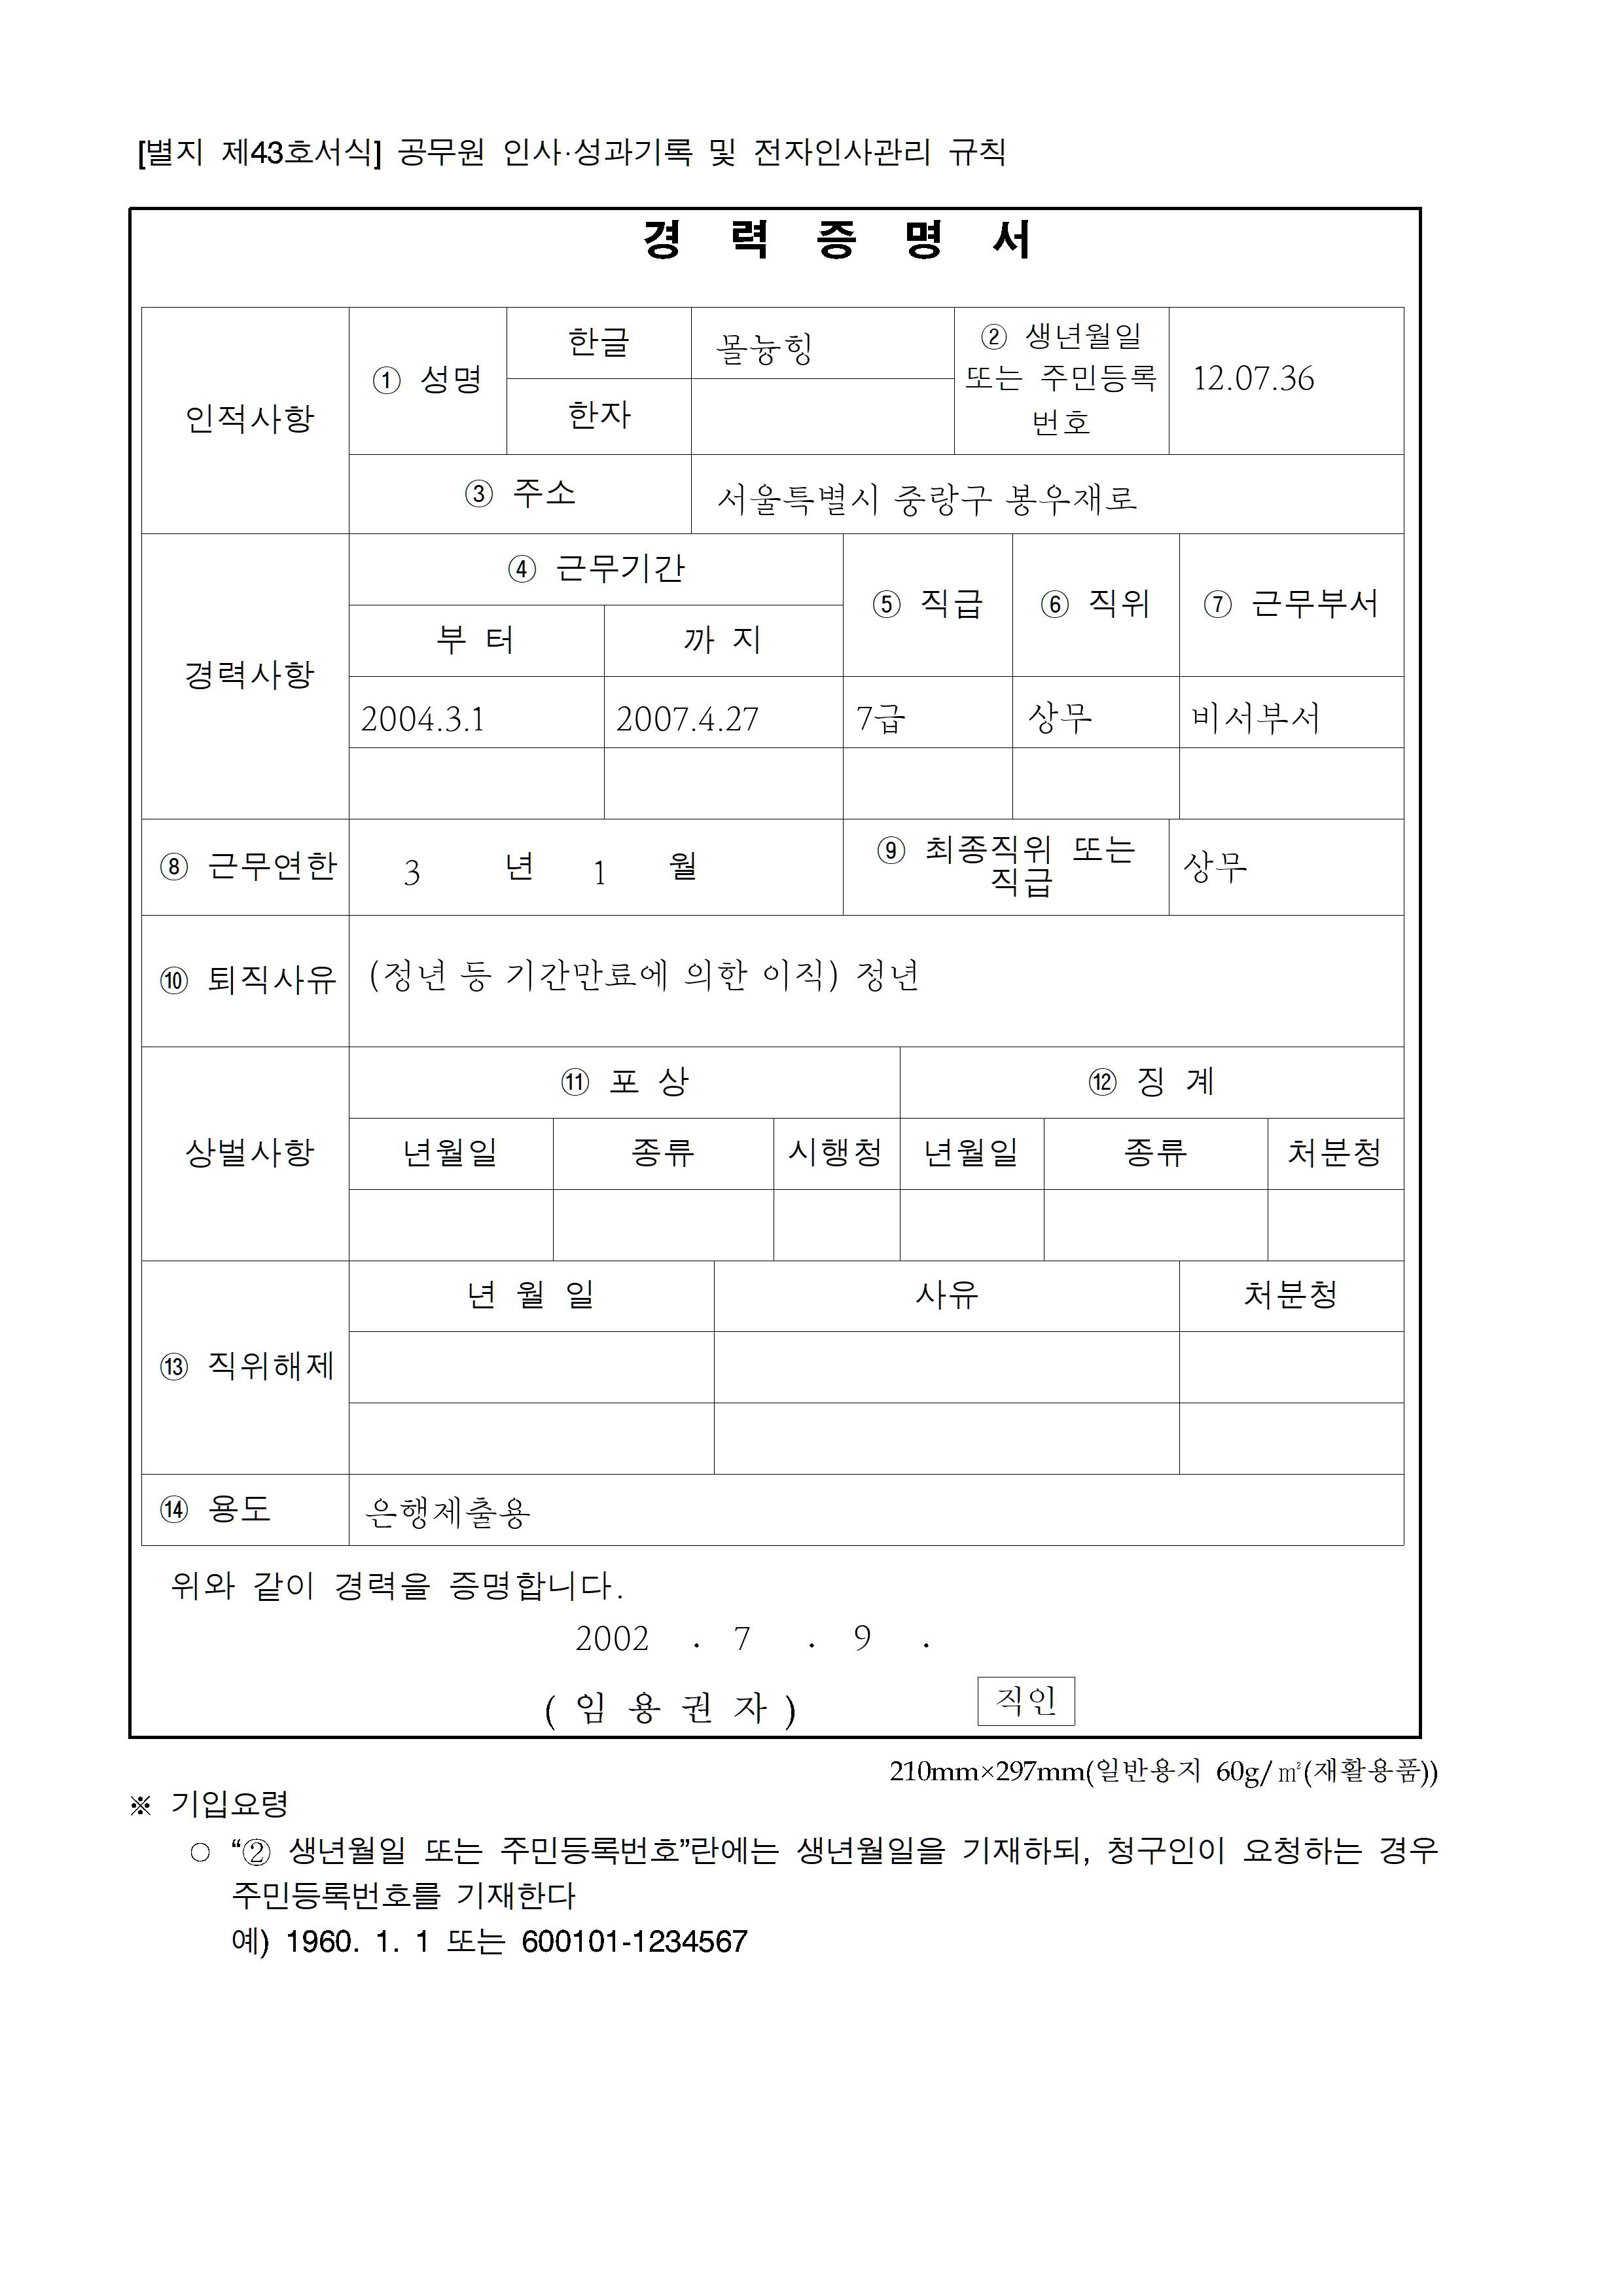 [별지 제43호서식] 공무원 인사·성과기록 및 전자인사관리 규칙
경 력 증 명 서
인적사항
① 성명
한글
몰능힝
② 생년월일
또는 주민등록
번호
12.07.36
한자
③ 주소
서울특별시 중랑구 봉우재로
경력사항
④ 근무기간
⑤ 직급
⑥ 직위
⑦ 근무부서
부 터
까 지
2004.3.1
2007.4.27
7급
상무
비서부서
⑧ 근무연한
3 년 1 월
⑨ 최종직위 또는
직급
상무
⑩ 퇴직사유
(정년 등 기간만료에 의한 이직) 정년
상벌사항
⑪ 포 상
⑫ 징 계
년월일
종류
시행청
년월일
종류
처분청
⑬ 직위해제
년 월 일
사유
처분청
⑭ 용도
은행제출용
위와 같이 경력을 증명합니다.
2002 . 7 . 9 .
( 임 용 권 자 )
직인
210mm×297mm(일반용지 60g/㎡(재활용품))
※ 기입요령
○ “② 생년월일 또는 주민등록번호”란에는 생년월일을 기재하되, 청구인이 요청하는 경우
주민등록번호를 기재한다
예) 1960. 1. 1 또는 600101-1234567